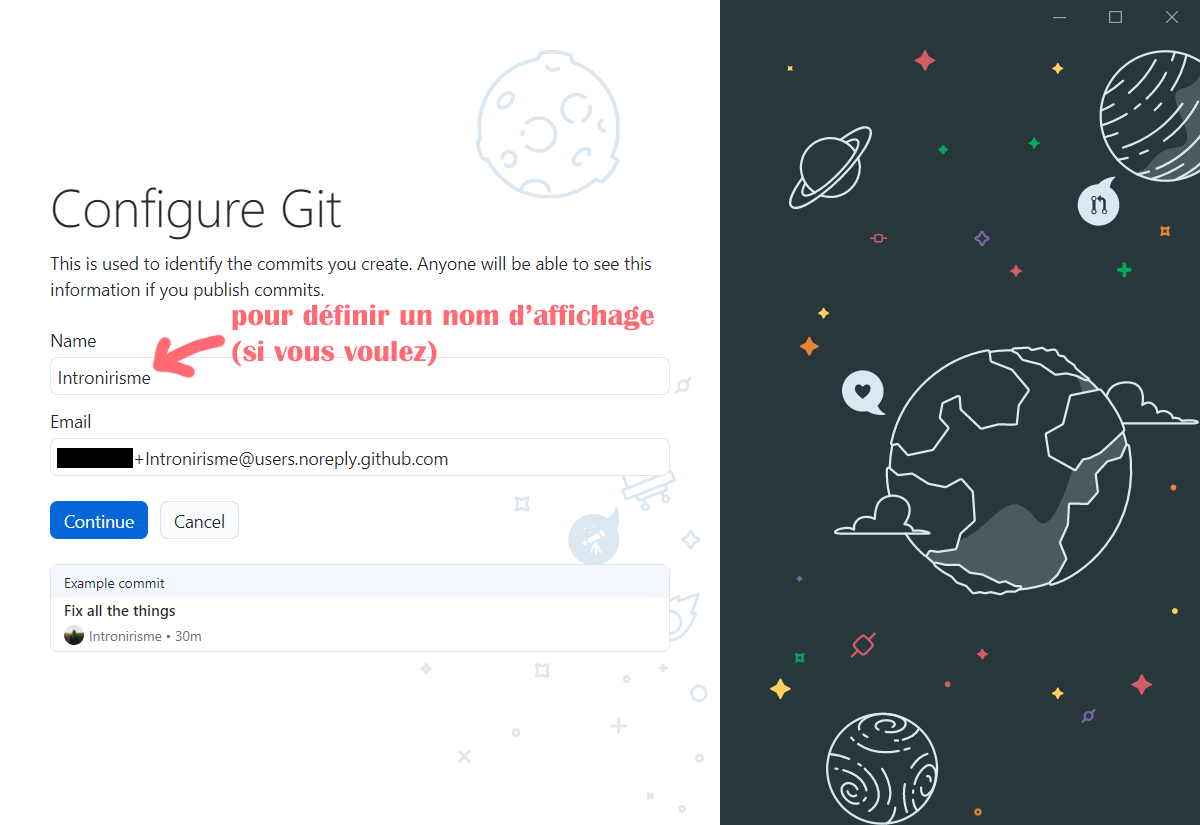 Configure Git
This is used to identify the commits you create. Anyone will be able to see this
information if you publish commits.
pour définir un nom d'affichage
(si vous voulez)
Name
Intronirisme
Email
+Intronirisme@users.noreply.github.com
Continue
Cancel
Example commit
Fix all the things
Intronirisme • 30m